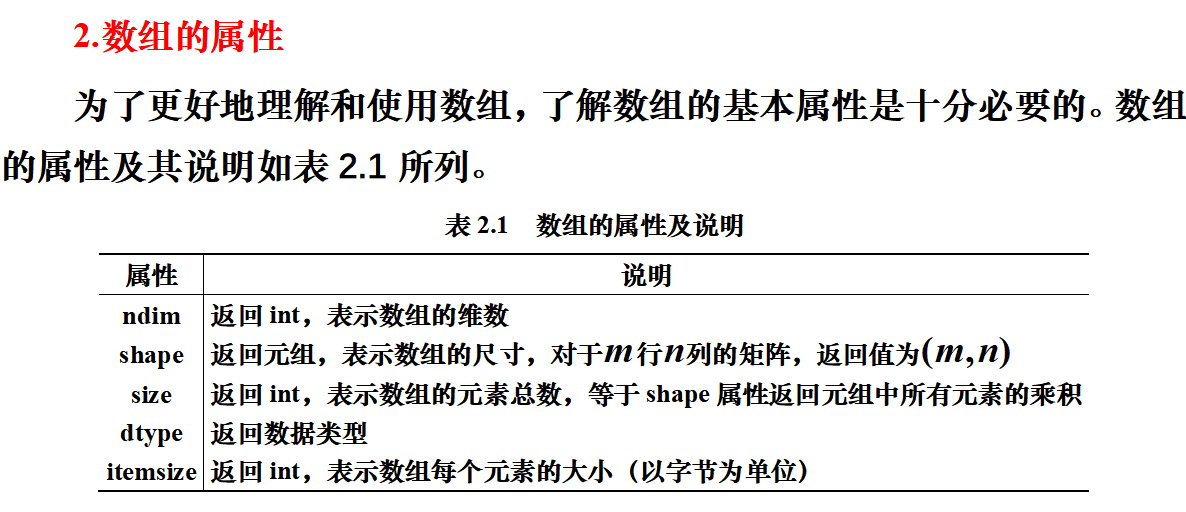 2.数组的属性
为了更好地理解和使用数组，了解数组的基本属性是十分必要的。数组
的属性及其说明如表 2.1 所列。
表 2.1 数组的属性及说明
属性 说明
ndim 返回 int，表示数组的维数
shape 返回元组，表示数组的尺寸，对于m行n列的矩阵，返回值为(m,n)
size 返回 int，表示数组的元素总数，等于 shape 属性返回元组中所有元素的乘积
dtype 返回数据类型
itemsize 返回 int，表示数组每个元素的大小（以字节为单位）